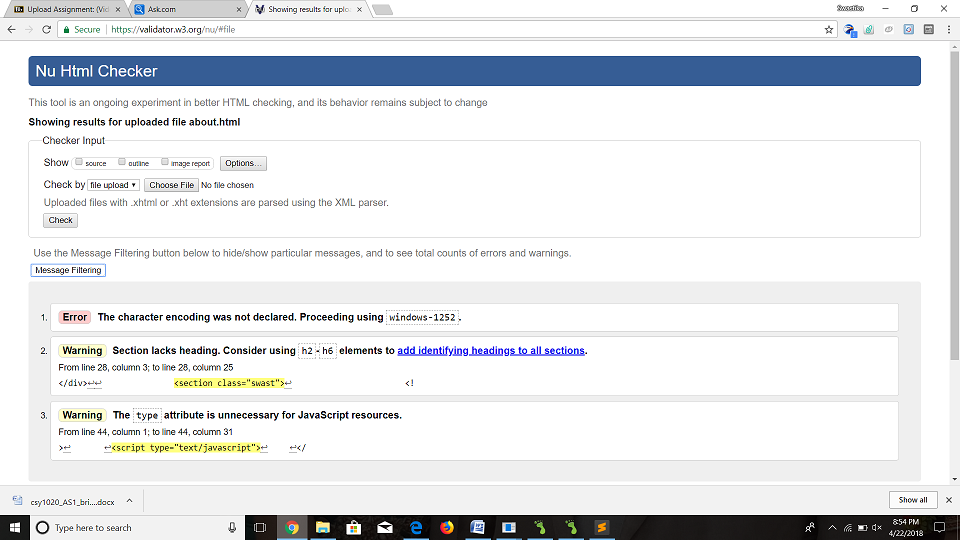 Upload Assignment: (Vid
Ask.com
Showing results for uplo
Swastika
Secure
https://validator.w3.org/nu/#file
Nu Html Checker
This tool is an ongoing experiment in better HTML checking, and its behavior remains subject to change
Showing results for uploaded file about.html
Checker Input
Show source outline image report Options...
Check by file upload Choose File No file chosen
Uploaded files with .xhtml or .xht extensions are parsed using the XML parser.
Check
Use the Message Filtering button below to hide/show particular messages, and to see total counts of errors and warnings.
Message Filtering
1. Error The character encoding was not declared. Proceeding using windows-1252.
2. Warning Section lacks heading. Consider using h2-h6 elements to add identifying headings to all sections.
From line 28, column 3; to line 28, column 25
</div>↩↩ <section class="swast">↩ <!
3. Warning The type attribute is unnecessary for JavaScript resources.
From line 44, column 1; to line 44, column 31
>↩ ↩<script type="text/javascript">↩ ↩</
csy1020_AS1_bri....docx
Show all
Type here to search
8:54 PM
4/22/2018